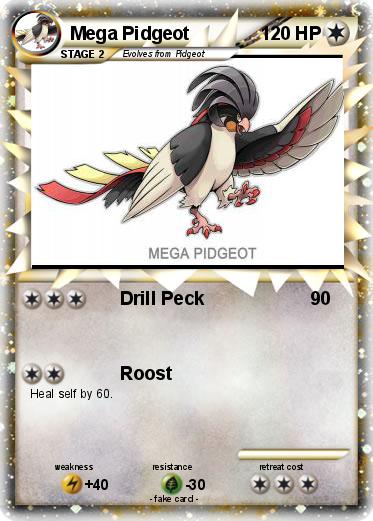 Mega Pidgeot 120 HP
STAGE 2 Evolves from Pidgeot
MEGA PIDGEOT
Drill Peck 90
Roost
Heal self by 60.
weakness resistance retreat cost
+40 -30
- fake card -